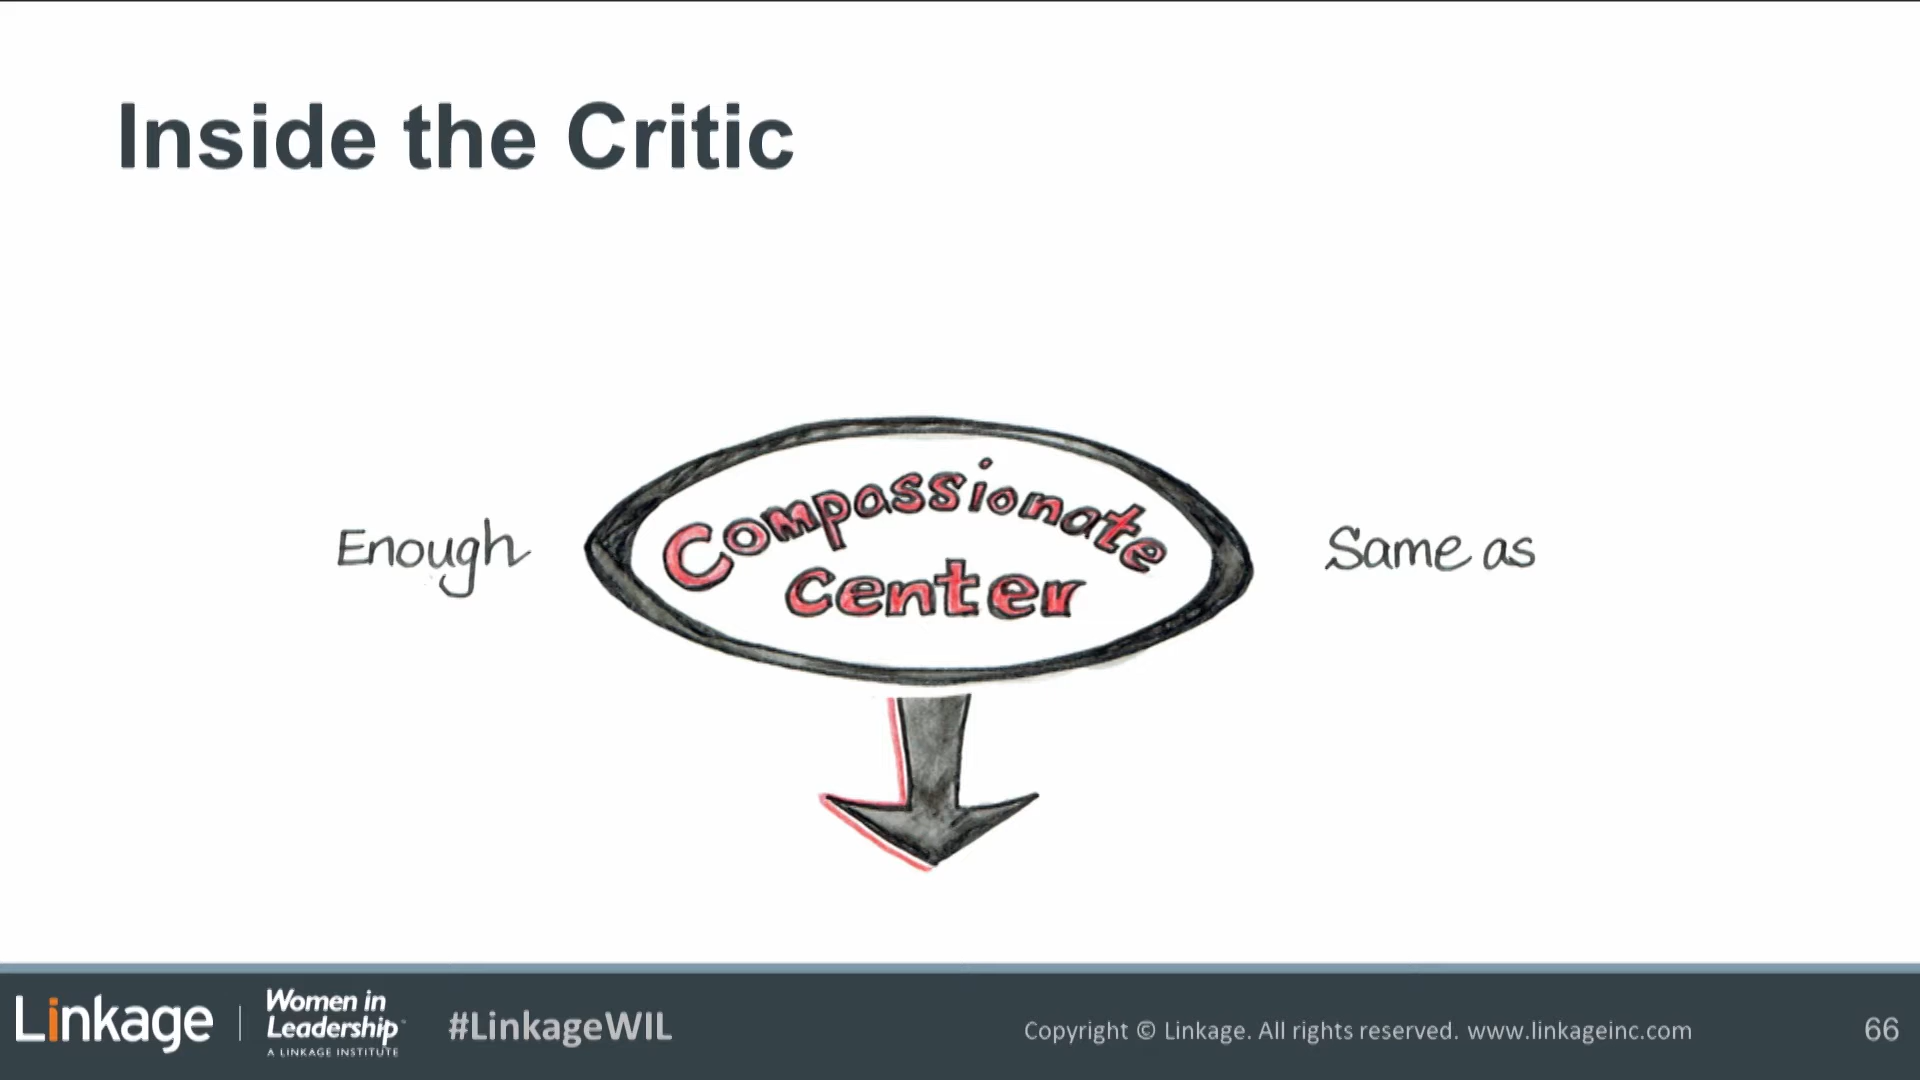 Inside the Critic
Enough
Compassionate
center
Same as
Linkage
Women in
Leadership
A LINKAGE INSTITUTE
#LinkageWIL
Copyright © Linkage. All rights reserved. www.linkageinc.com
66